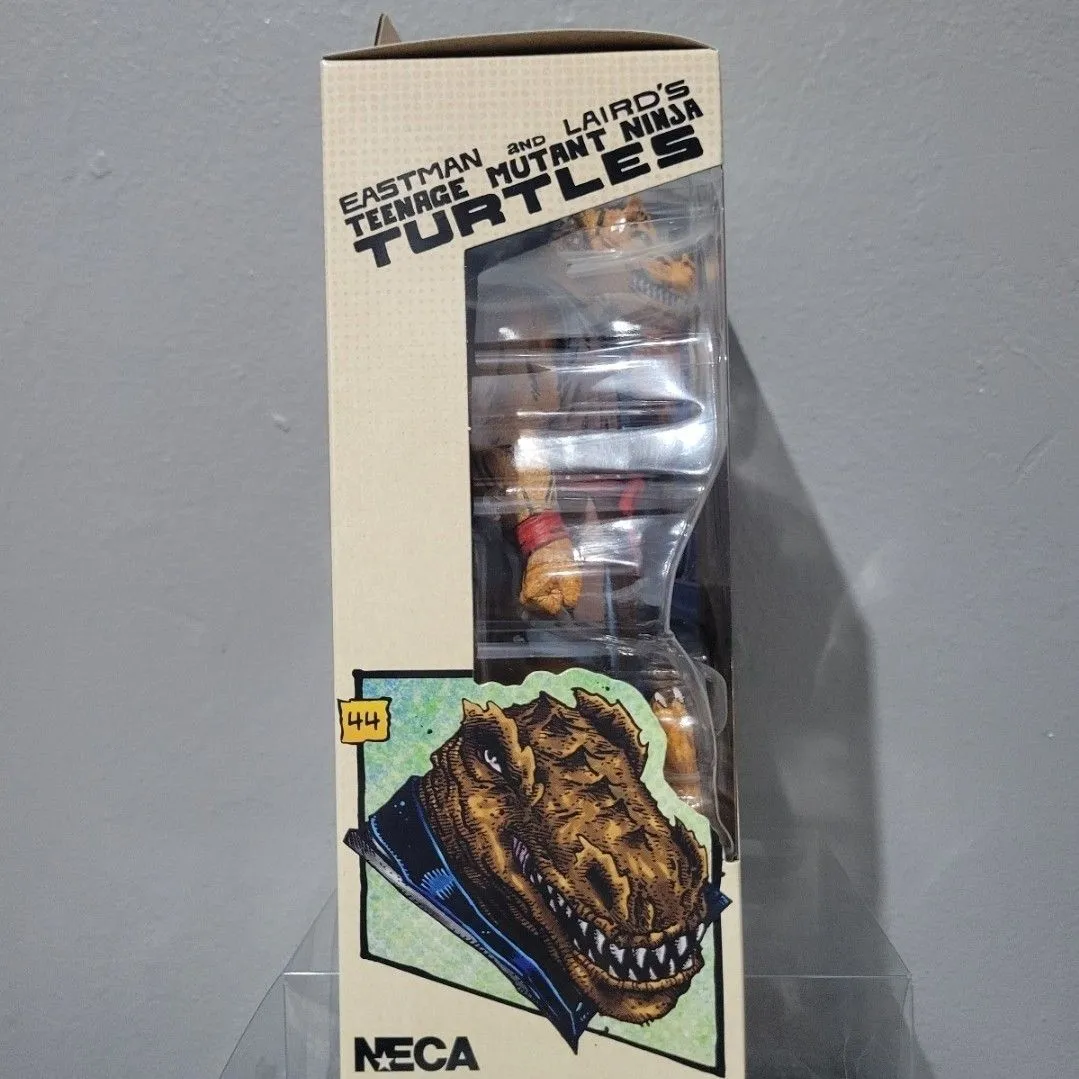 EASTMAN AND LAIRD'S
TEENAGE MUTANT NINJA
TURTLES
44
NECA